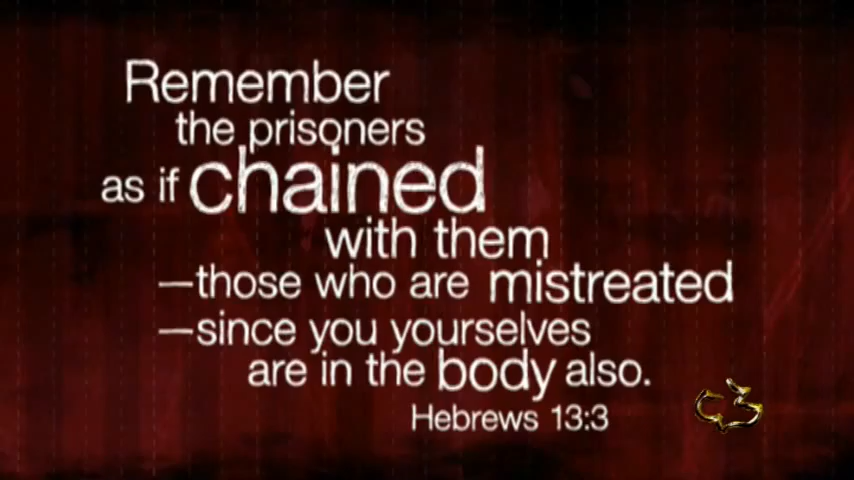 Remember
the prisoners
as if chained
with them
—those who are mistreated
—since you yourselves
are in the body also.
Hebrews 13:3
C3